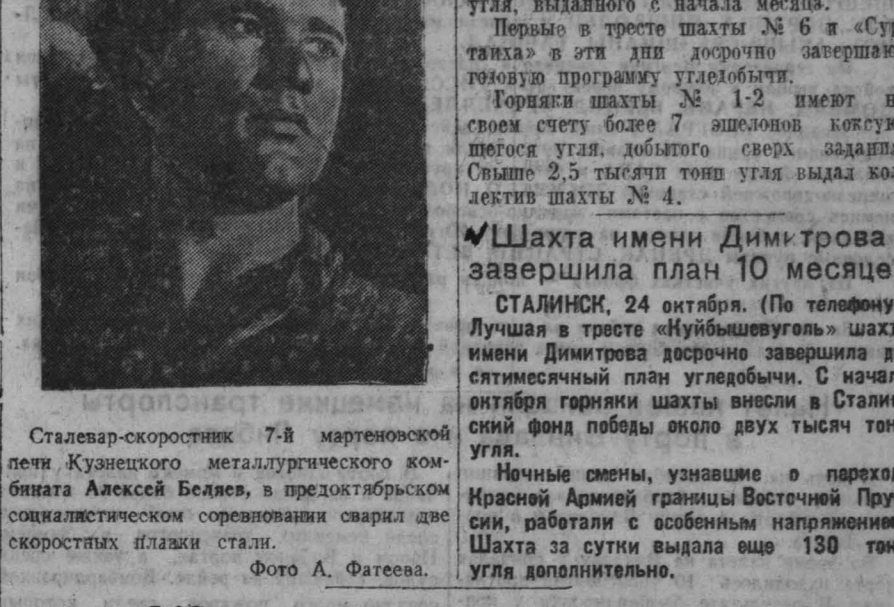 Сталевар-скоростник 7-й мартеновской
печи Кузнецкого металлургического ком-
бината Алексей Беляев, в предоктябрьском
социалистическом соревновании сварил две
скоростных плавки стали.
Фото А. Фатеева.
угля, выданного с начала месяца.
Первые в тресте шахты № 6 и «Сур
таиха» в эти дни досрочно завершаю
годовую программу угледобычи.
Горняки шахты № 1-2 имеют н
своем счету более 7 эшелонов коксую
щегося угля, добытого сверх задани
Свыше 2,5 тысячи тонн угля выдал кол
лектив шахты № 4.
Шахта имени Димитрова
завершила план 10 месяце
СТАЛИНСК, 24 октября. (По телефону
Лучшая в тресте «Куйбышевуголь» шахт
имени Димитрова досрочно завершила д
сятимесячный план угледобычи. С начал
октября горняки шахты внесли в Сталин
ский фонд победы около двух тысяч тон
угля.
Ночные смены, узнавшие о переход
Красной Армией границы Восточной Пру
сии, работали с особенным напряжением
Шахта за сутки выдала еще 130 тон
угля дополнительно.